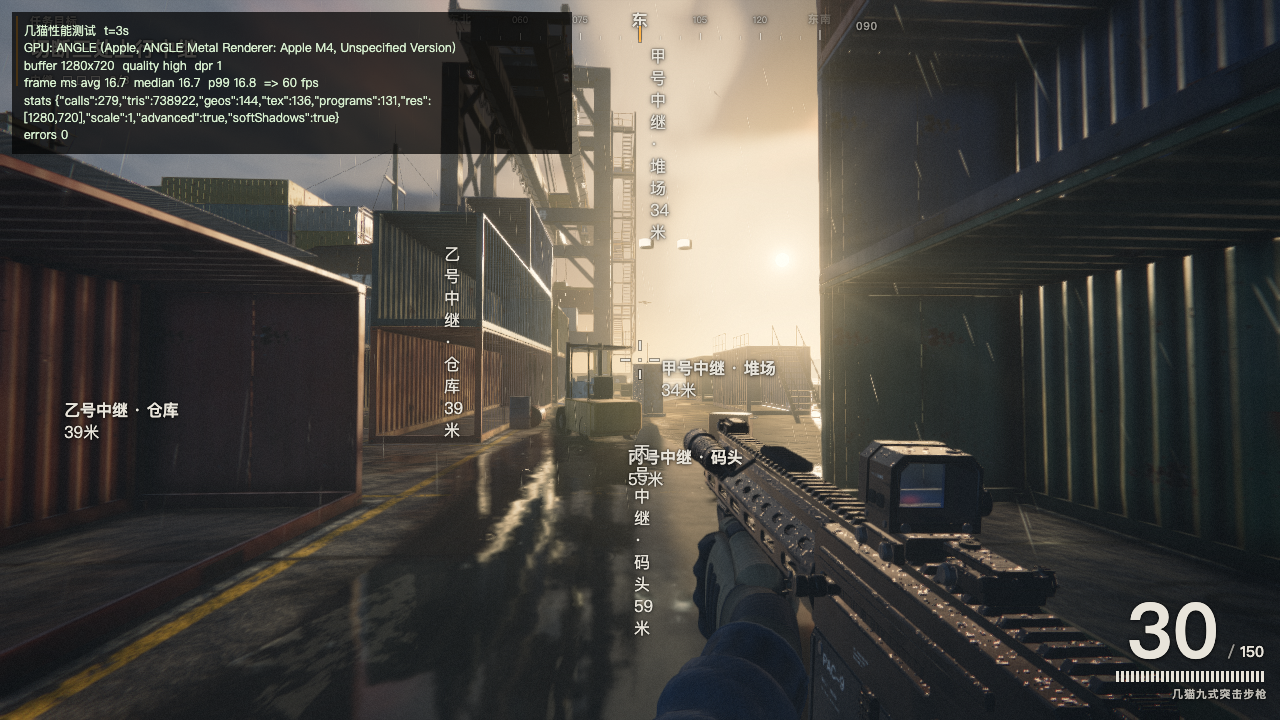 几猫性能测试 t=3s
GPU: ANGLE (Apple, ANGLE Metal Renderer: Apple M4, Unspecified Version)
buffer 1280x720 quality high dpr 1
frame ms avg 16.7 median 16.7 p99 16.8 => 60 fps
stats {"calls":279,"tris":738922,"geos":144,"tex":136,"programs":131,"res":
[1280,720],"scale":1,"advanced":true,"softShadows":true}
errors 0
060
075
东
105
120
东南
090
甲号中继·堆场34米
乙号中继·仓库39米
甲号中继 · 堆场
34米
乙号中继 · 仓库
39米
丙号中继 · 码头
59米
丙号中继·码头59米
30 / 150
几猫九式突击步枪